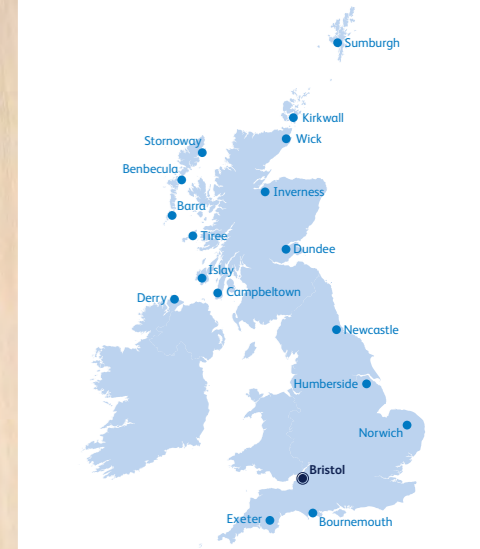 Sumburgh
Kirkwall
Wick
Stornoway
Benbecula
Inverness
Barra
Tiree
Dundee
Islay
Campbeltown
Derry
Newcastle
Humberside
Norwich
Bristol
Exeter
Bournemouth